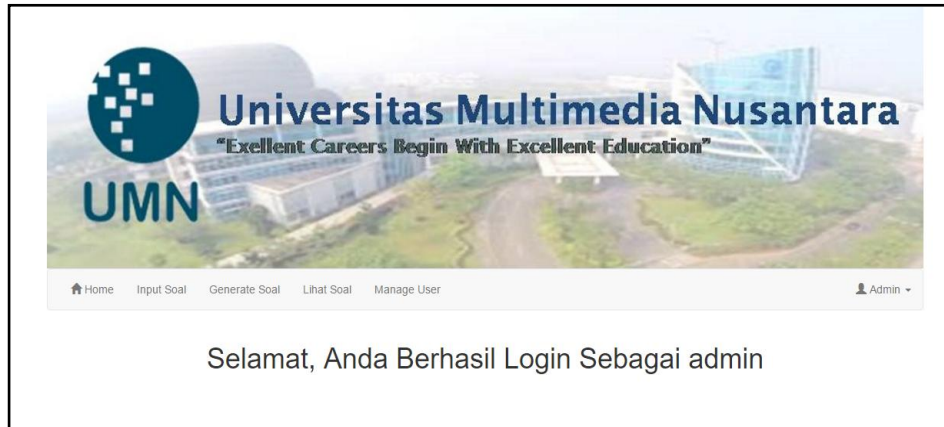 Universitas Multimedia Nusantara
"Exellent Careers Begin With Excellent Education"
UMN
Home Input Soal Generate Soal Lihat Soal Manage User Admin
Selamat, Anda Berhasil Login Sebagai admin